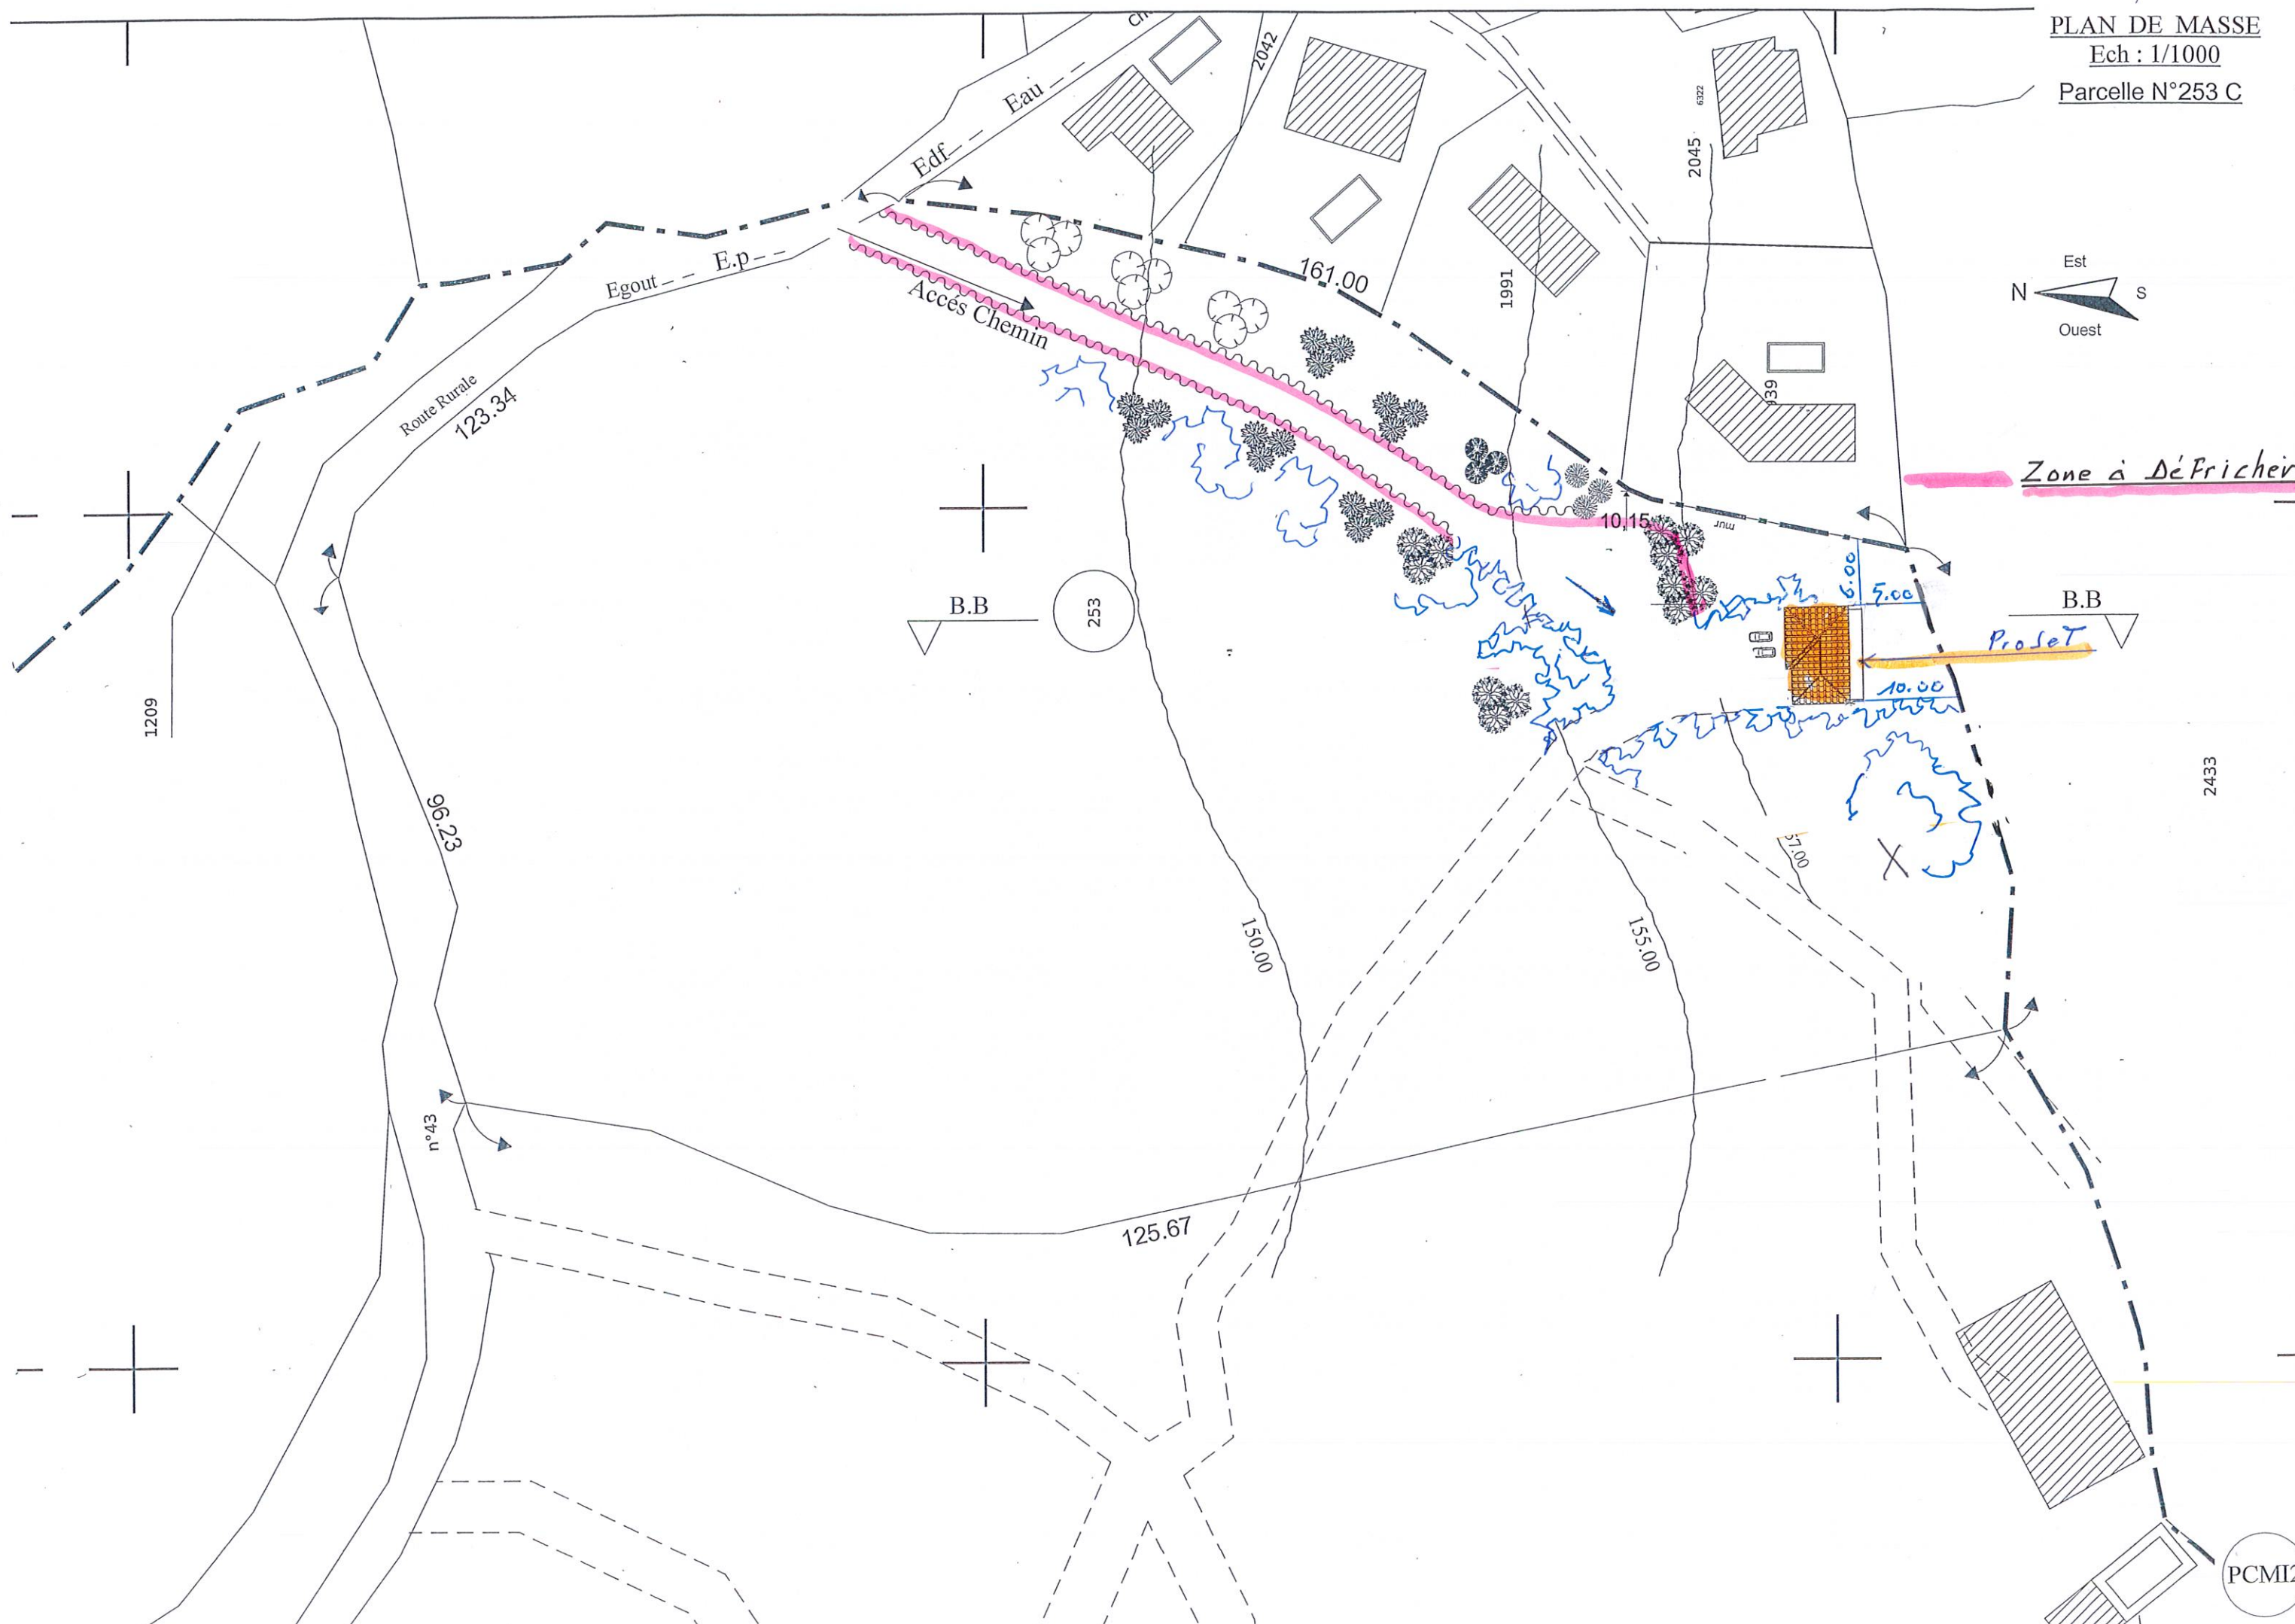 PLAN DE MASSE
Ech : 1/1000
Parcelle N°253 C
2042
Eau
Edf
6322
2045
Est
N
S
Ouest
161.00
1991
E.p
Egout
Accés Chemin
Route Rurale
123.34
Zone à DéFricher
10,15
mur
6.00
5.00
B.B
253
B.B
ProJeT
10.00
1209
2433
96.23
150.00
155.00
n°43
125.67